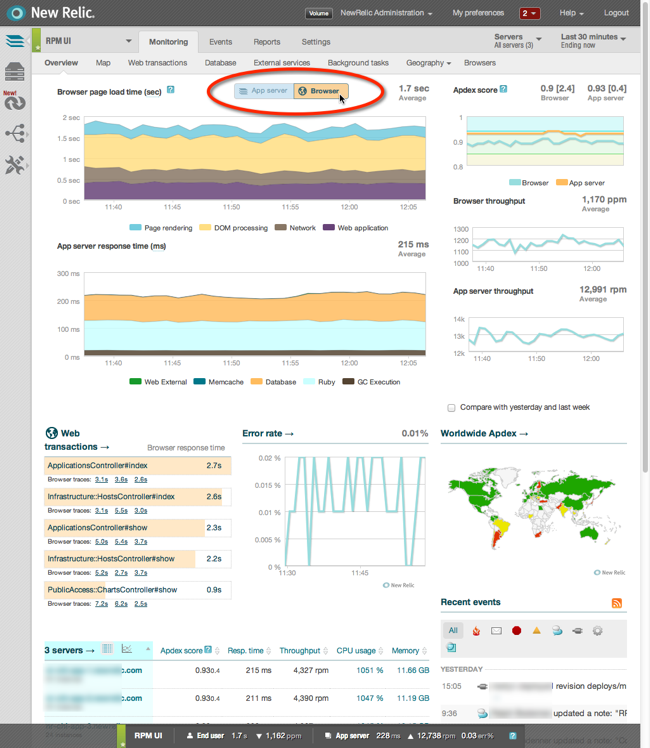 New Relic.
Volume
NewRelic Administration
My preferences
2
Help
Logout
RPM UI
Monitoring
Events
Reports
Settings
Servers
All servers (3)
Last 30 minutes
Ending now
Overview
Map
Web transactions
Database
External services
Background tasks
Geography
Browsers
New!
Browser page load time (sec) ?
App server
Browser
1.7 sec
Average
2 sec
1.5 sec
1 sec
0.5 sec
0 sec
11:40
11:45
11:50
11:55
12:00
12:05
Page rendering
DOM processing
Network
Web application
App server response time (ms)
215 ms
Average
300 ms
200 ms
100 ms
0 ms
11:40
11:45
11:50
11:55
12:00
12:05
Web External
Memcache
Database
Ruby
GC Execution
Apdex score ?
0.9 [2.4]
Browser
0.93 [0.4]
App server
1
0.9
0.8
Browser
App server
Browser throughput
1,170 ppm
Average
1300
1200
1100
1000
11:40
11:50
12:00
App server throughput
12,991 rpm
Average
14k
13k
12k
11:40
11:50
12:00
Compare with yesterday and last week
Web
transactions →
Browser response time
ApplicationsController#index 2.7s
Browser traces: 3.1s 3.6s 2.6s
Infrastructure::HostsController#index 2.6s
Browser traces: 3.1s 5.5s 3.0s
ApplicationsController#show 2.3s
Browser traces: 5.0s 5.4s 3.7s
Infrastructure::HostsController#show 2.2s
Browser traces: 5.2s 2.7s 3.7s
PublicAccess::ChartsController#show 0.9s
Browser traces: 7.2s 6.2s 2.5s
Error rate →
0.01%
0.02 %
0.015 %
0.01 %
0.005 %
0 %
11:30
11:45
New Relic
Worldwide Apdex →
New Relic
Recent events
All
YESTERDAY
15:05 revision deploys/m
9:36 updated a note: "RF
3 servers →
Apdex score ?
Resp. time
Throughput
CPU usage
Memory
c.com 0.930.4 215 ms 4,327 rpm 1051 % 11.66 GB
.com 0.930.4 211 ms 4,390 rpm 1047 % 11.19 GB
RPM UI
End user 1.7 s 1,162 ppm
App server 228 ms 12,738 rpm 0.03 err%
?